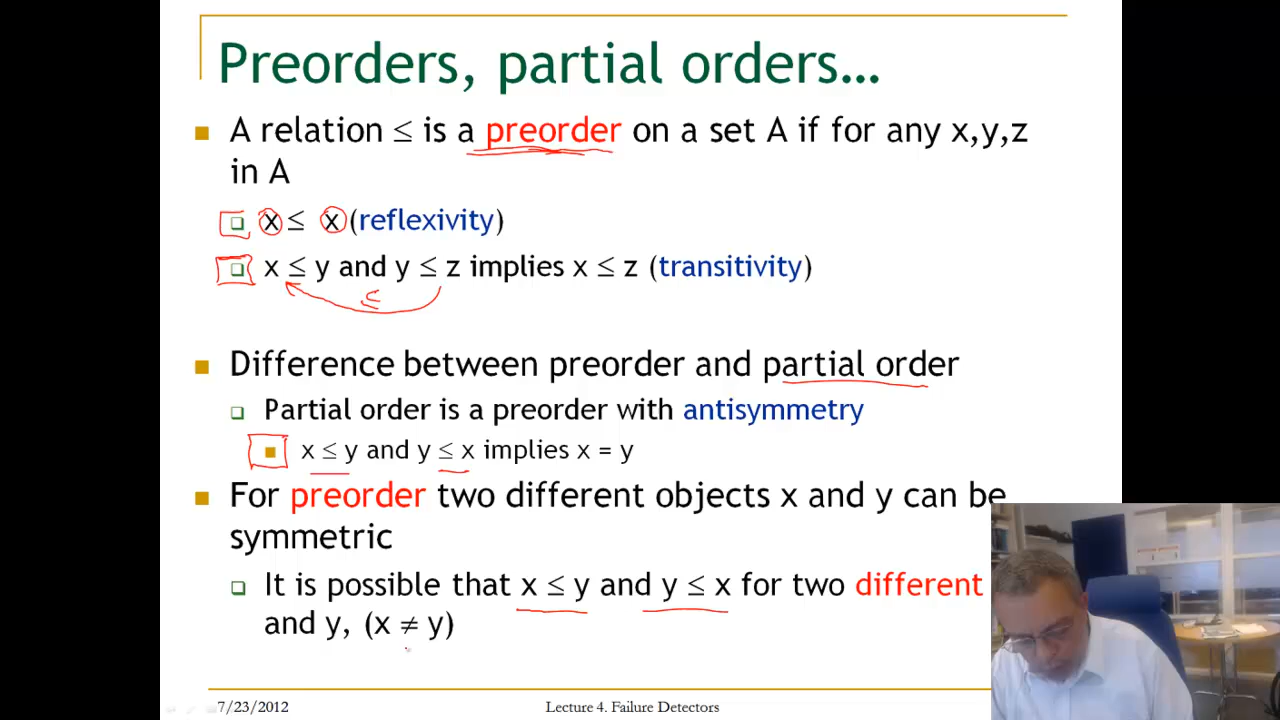 Preorders, partial orders…
A relation ≤ is a preorder on a set A if for any x,y,z
in A
x ≤ x (reflexivity)
x ≤ y and y ≤ z implies x ≤ z (transitivity)
≤
Difference between preorder and partial order
Partial order is a preorder with antisymmetry
x ≤ y and y ≤ x implies x = y
For preorder two different objects x and y can be
symmetric
It is possible that x ≤ y and y ≤ x for two different
and y, (x ≠ y)
7/23/2012
Lecture 4. Failure Detectors